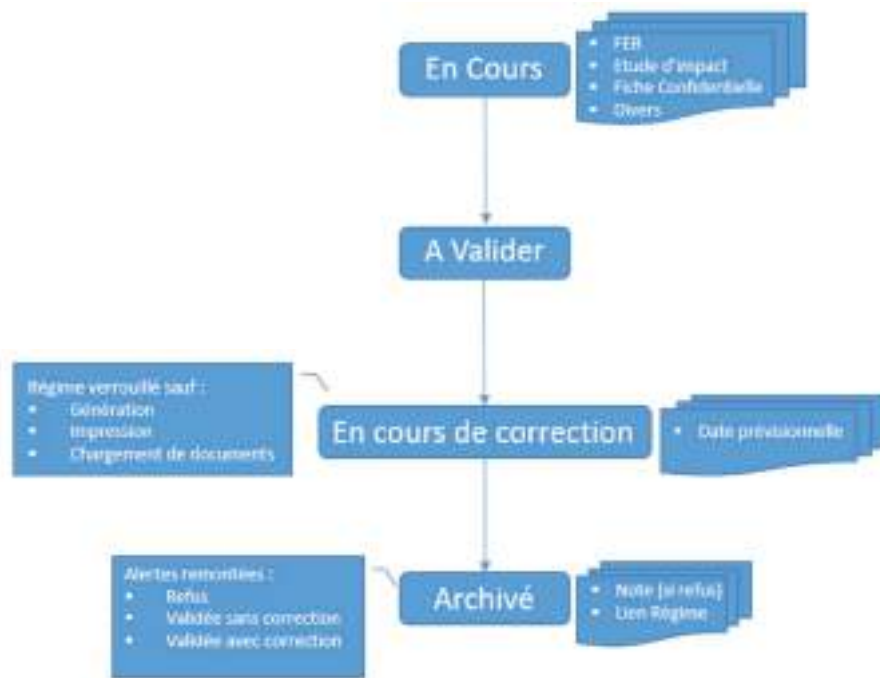 En Cours
FEB
Etude d'impact
Fiche Confidentielle
Divers
A Valider
Régime verrouillé sauf :
Génération
Impression
Chargement de documents
En cours de correction
Date prévisionnelle
Alertes remontées :
Refus
Validée sans correction
Validée avec correction
Archivé
Note (si refus)
Lien Régime